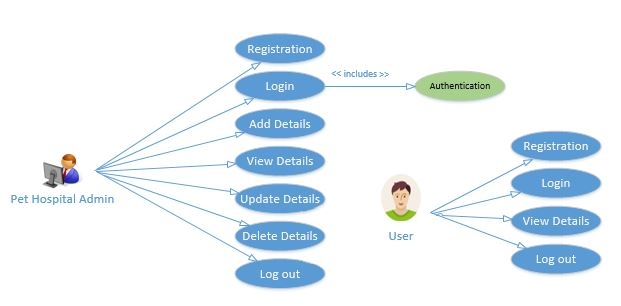 Registration
<< includes >>
Login
Authentication
Add Details
View Details
Pet Hospital Admin
Update Details
Delete Details
Log out
Registration
Login
View Details
User
Log out